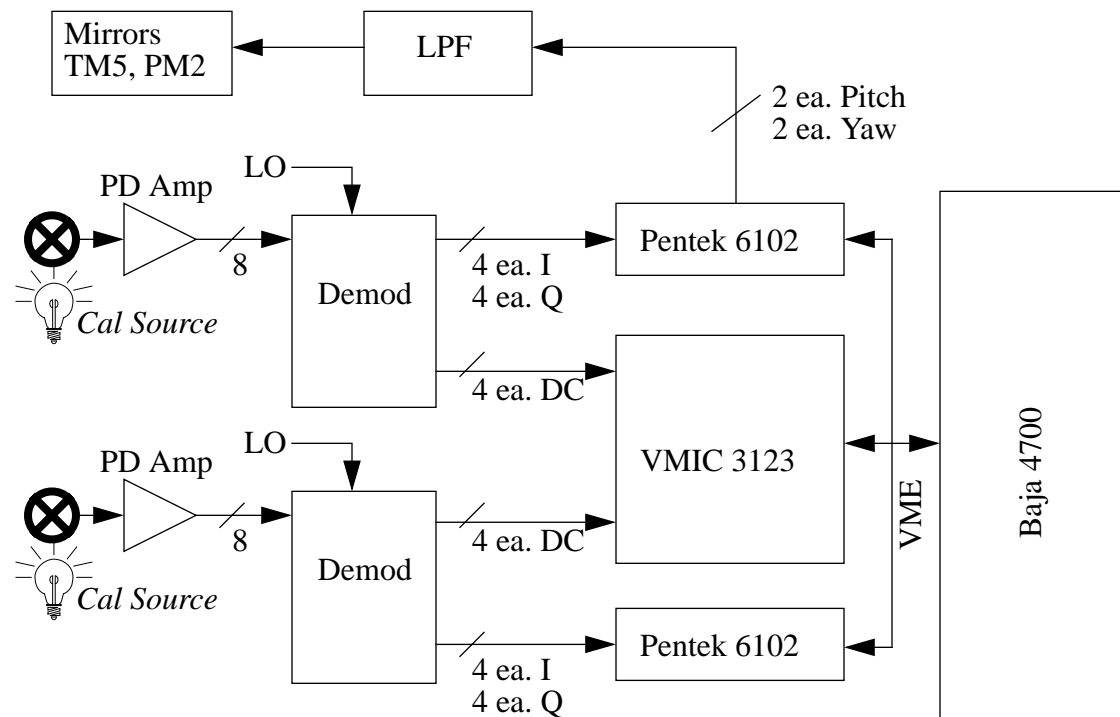 Mirrors
TM5, PM2
LPF
2 ea. Pitch
2 ea. Yaw
LO
PD Amp
8
Cal Source
Demod
4 ea. I
4 ea. Q
Pentek 6102
4 ea. DC
VMIC 3123
Baja 4700
VME
LO
PD Amp
8
Cal Source
Demod
4 ea. DC
4 ea. I
4 ea. Q
Pentek 6102